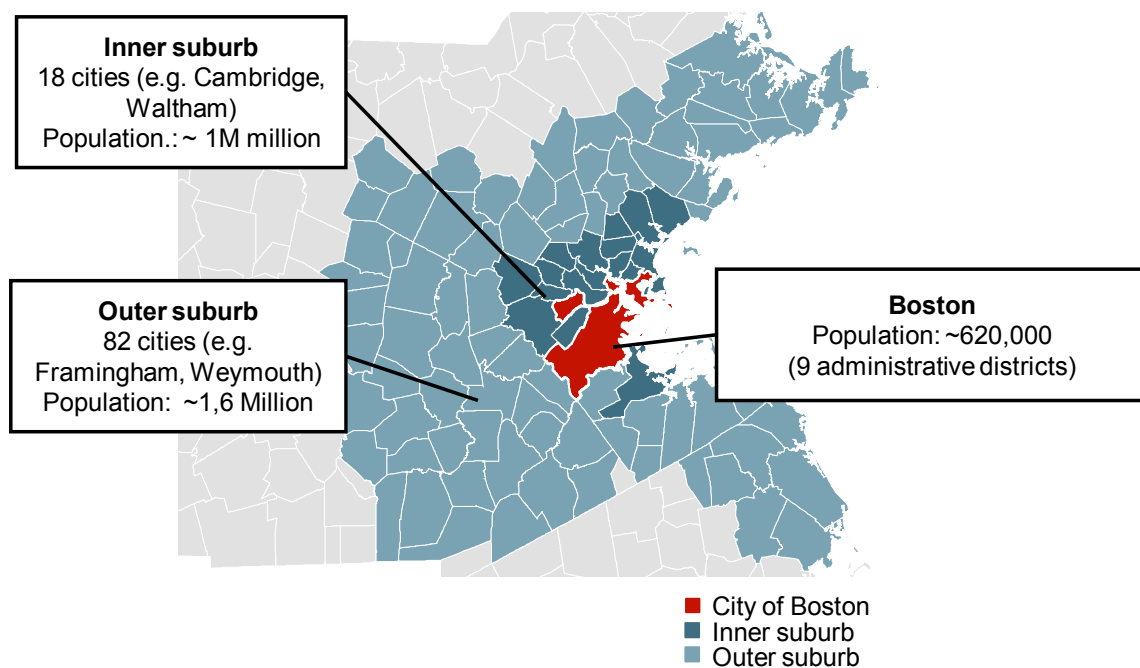 Inner suburb
18 cities (e.g. Cambridge,
Waltham)
Population.: ~ 1M million
Outer suburb
82 cities (e.g.
Framingham, Weymouth)
Population:  ~1,6 Million
Boston
Population: ~620,000
(9 administrative districts)
City of Boston
Inner suburb
Outer suburb